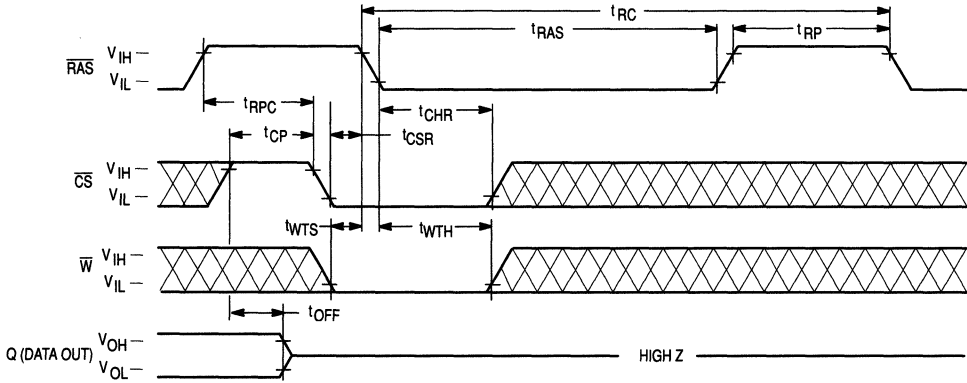 tRC
tRAS
tRP
RAS
VIH
VIL
tRPC
tCHR
tCP
tCSR
CS
VIH
VIL
tWTS
tWTH
W
VIH
VIL
tOFF
Q (DATA OUT)
VOH
VOL
HIGH Z